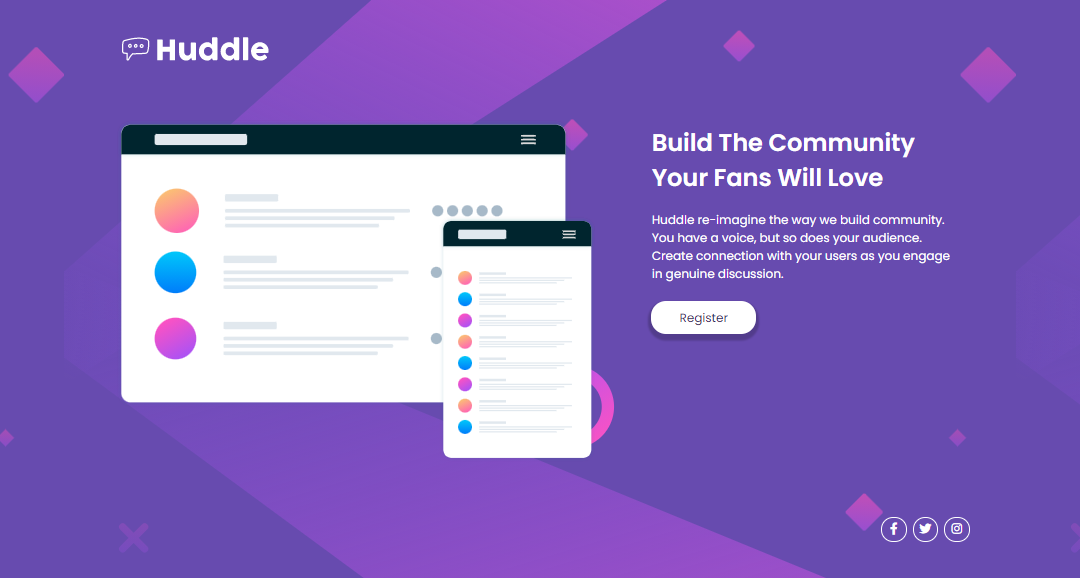 Huddle
Build The Community
Your Fans Will Love
Huddle re-imagine the way we build community.
You have a voice, but so does your audience.
Create connection with your users as you engage
in genuine discussion.
Register